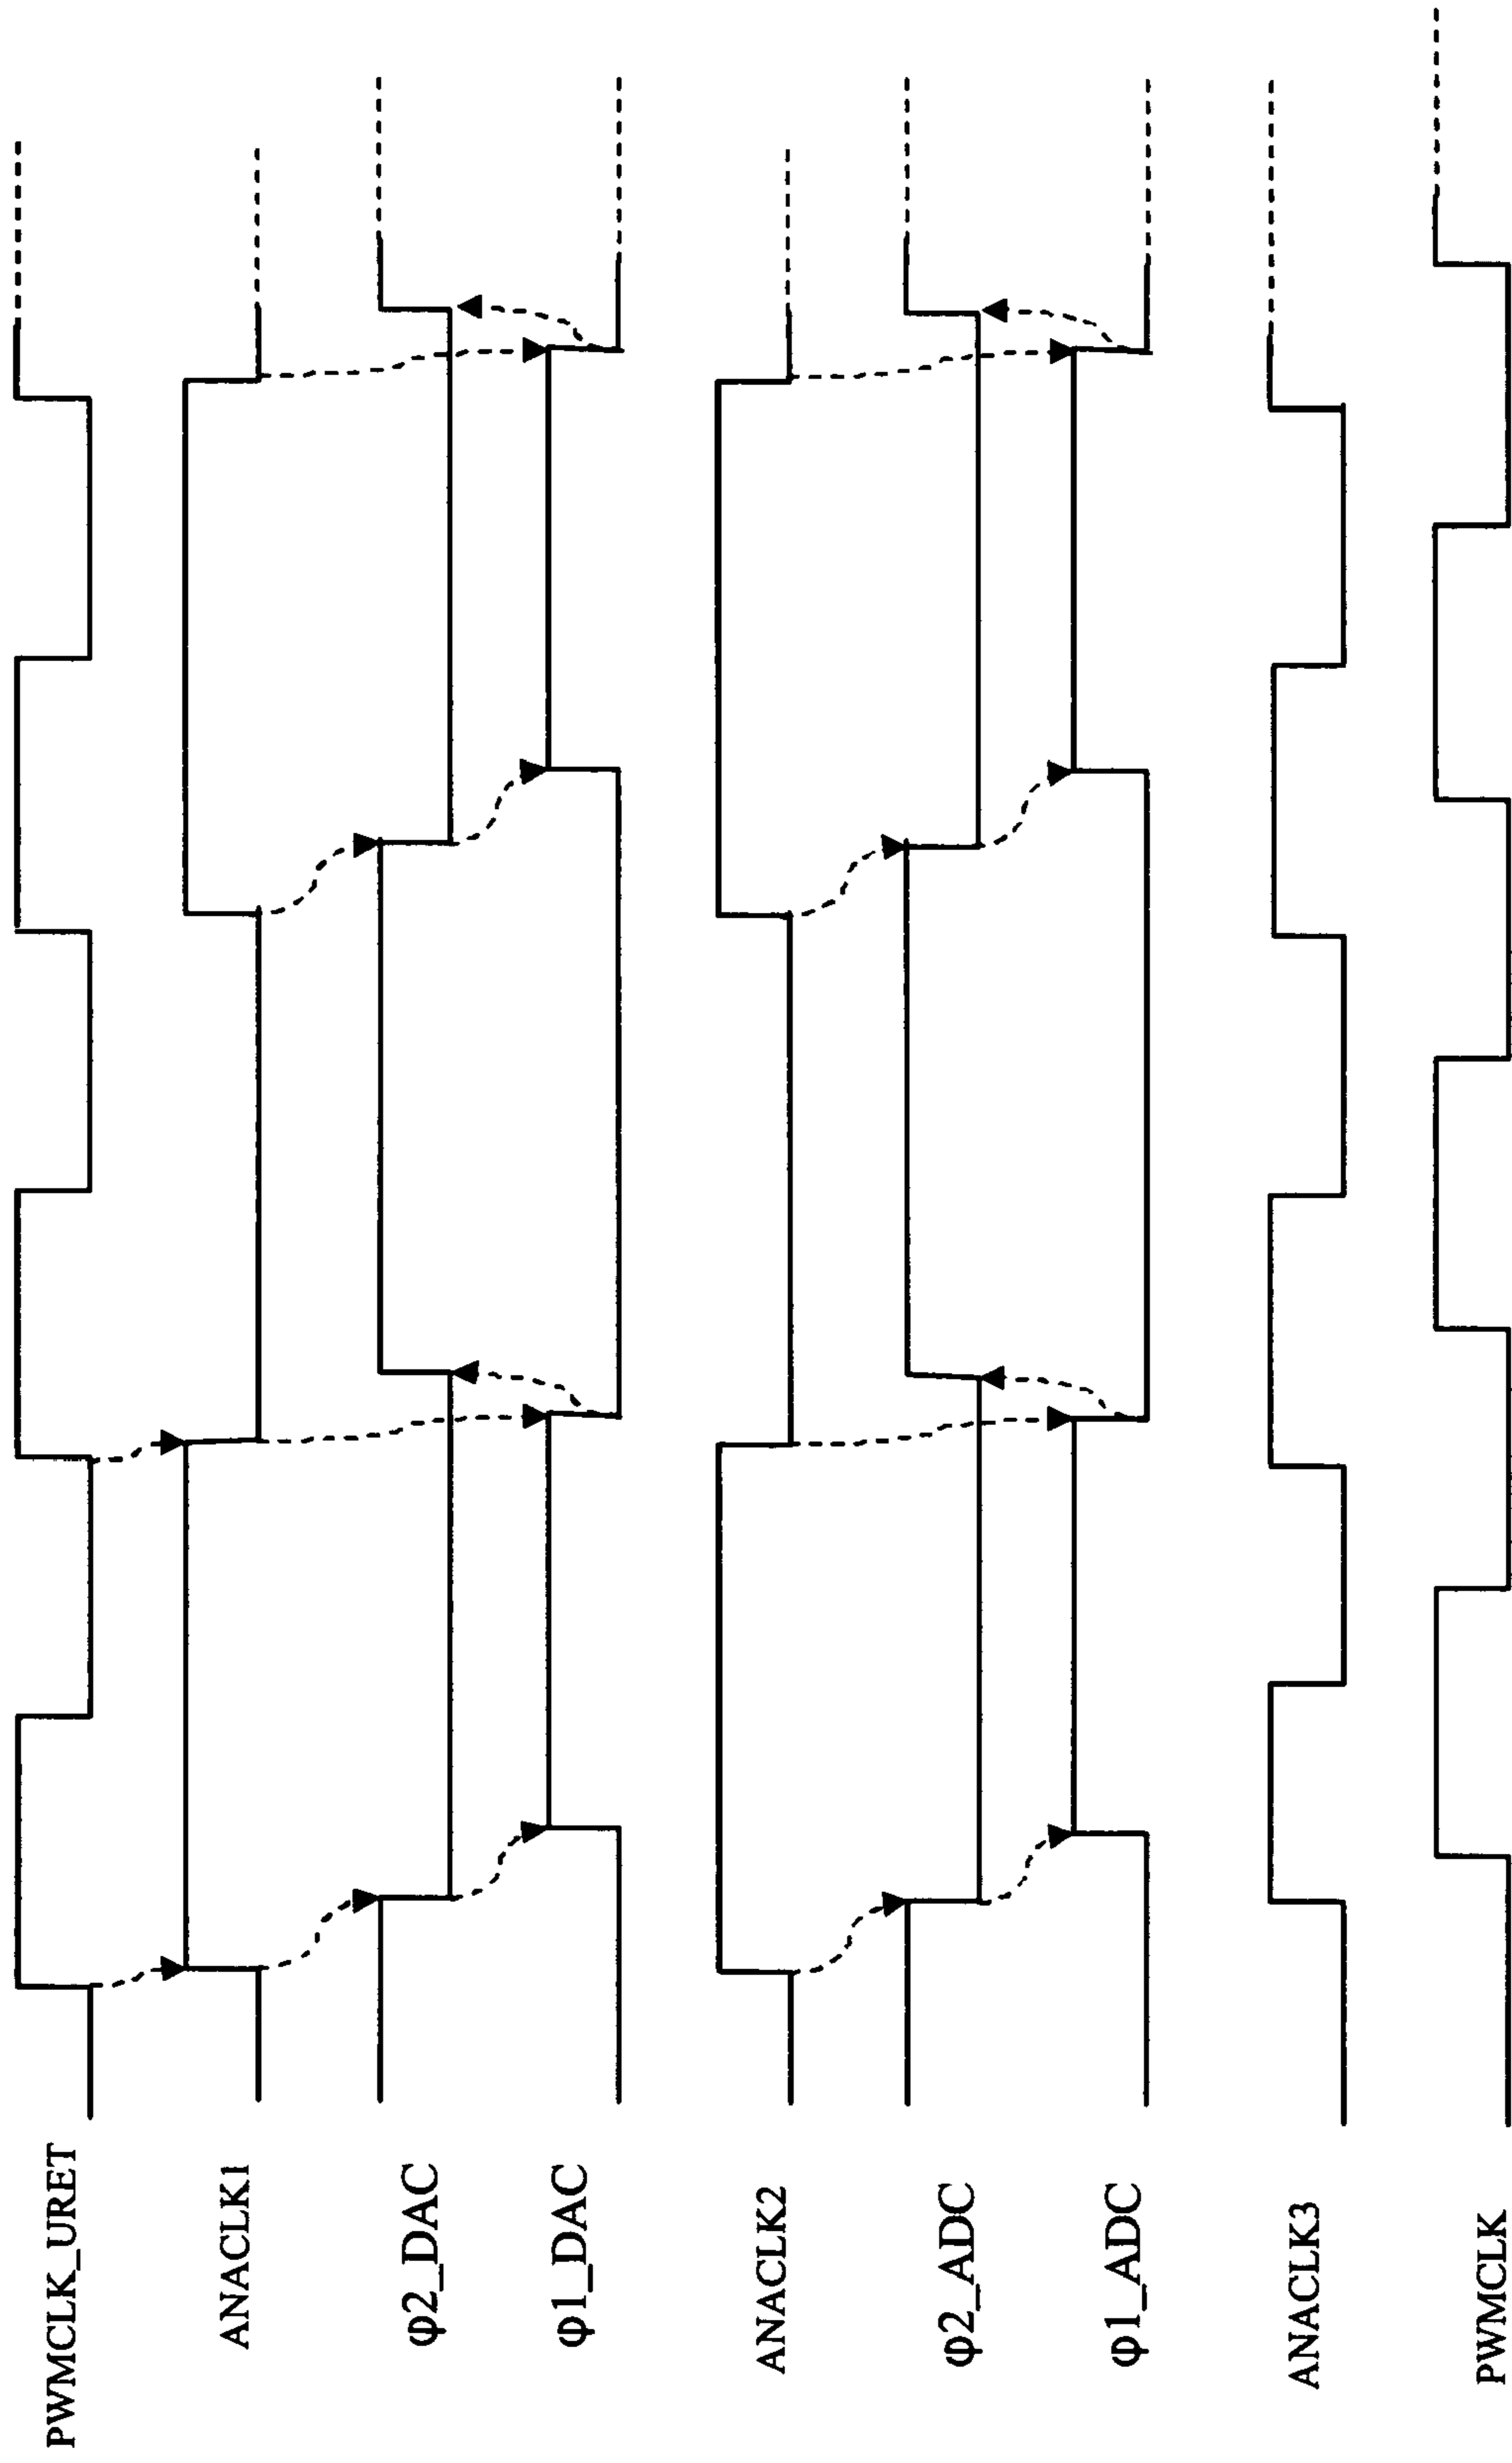 PWMCLK_URET
ANACLK1
φ2_DAC
φ1_DAC
ANACLK2
φ2_ADC
φ1_ADC
ANACLK3
PWMCLK